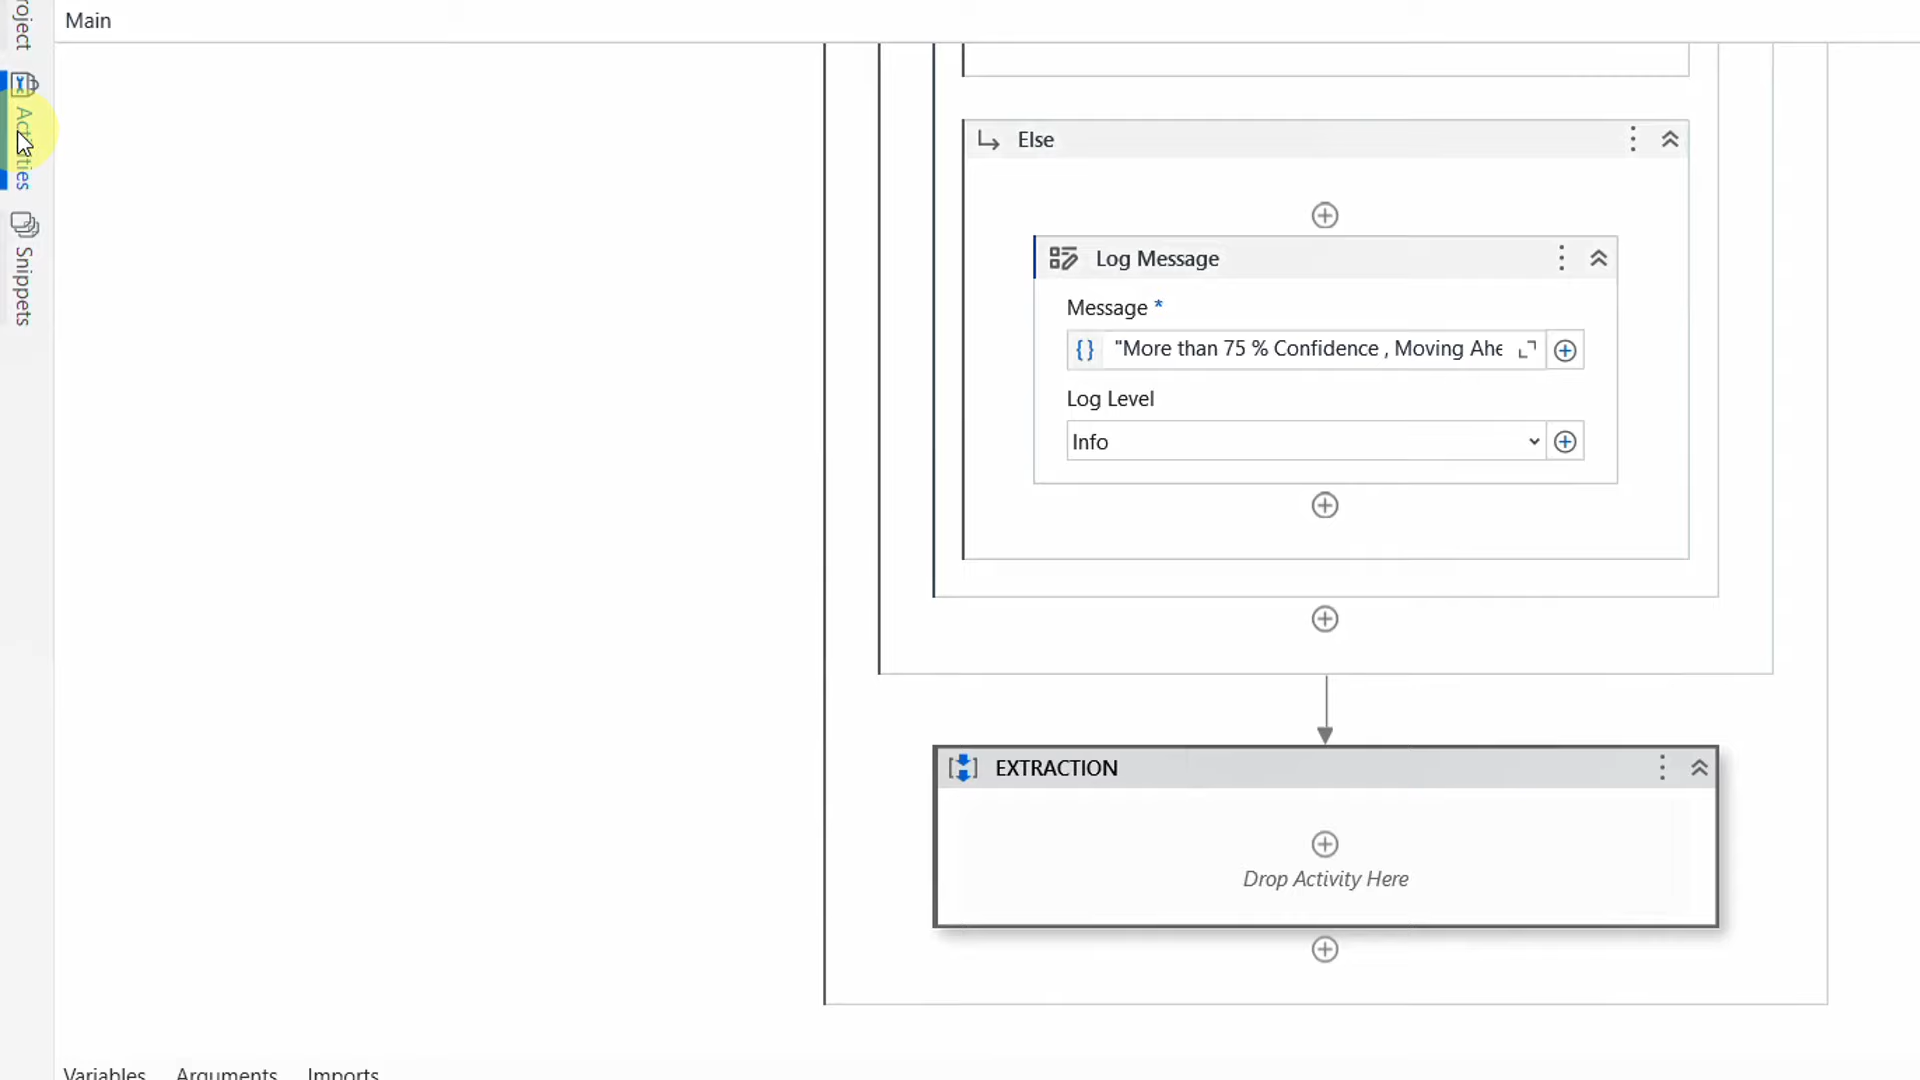 Main
Activities
Snippets
Else
Log Message
Message *
{} "More than 75 % Confidence , Moving Ahe
Log Level
Info
EXTRACTION
Drop Activity Here
Variables Arguments Imports